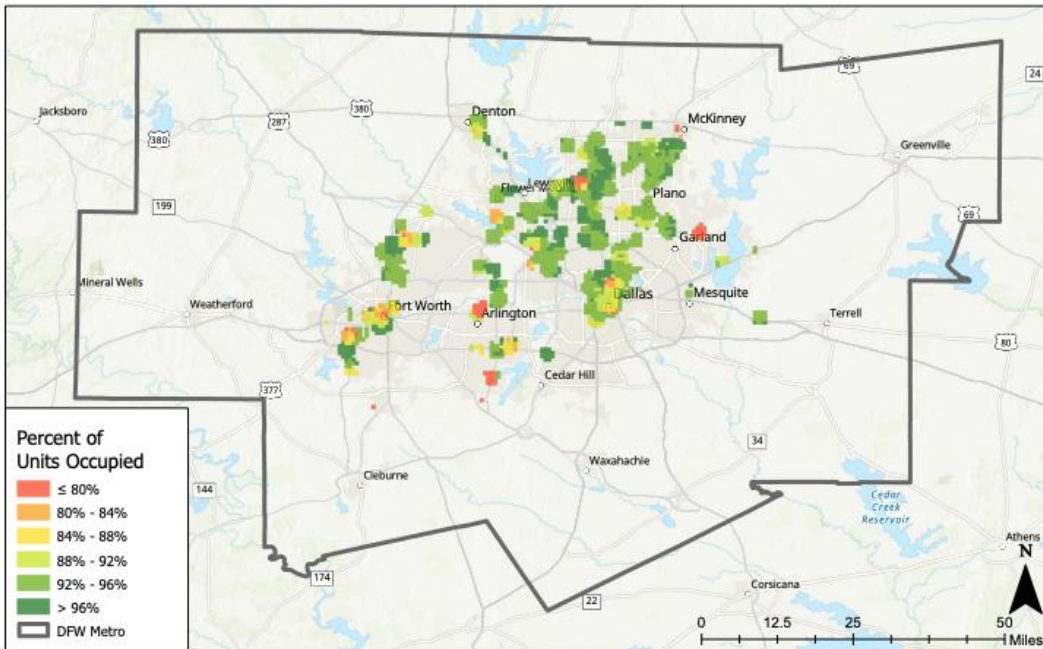 69
24
Jacksboro
380
287
380
Denton
McKinney
Greenville
Plano
199
69
Garland
Mineral Wells
Weatherford
Fort Worth
Arlington
Dallas
Mesquite
Terrell
80
377
Cedar Hill
34
Waxahachie
Cleburne
144
Cedar
Creek
Reservoir
Athens
174
22
Corsicana
Percent of
Units Occupied
≤ 80%
80% - 84%
84% - 88%
88% - 92%
92% - 96%
> 96%
DFW Metro
N
0 12.5 25 50
Miles